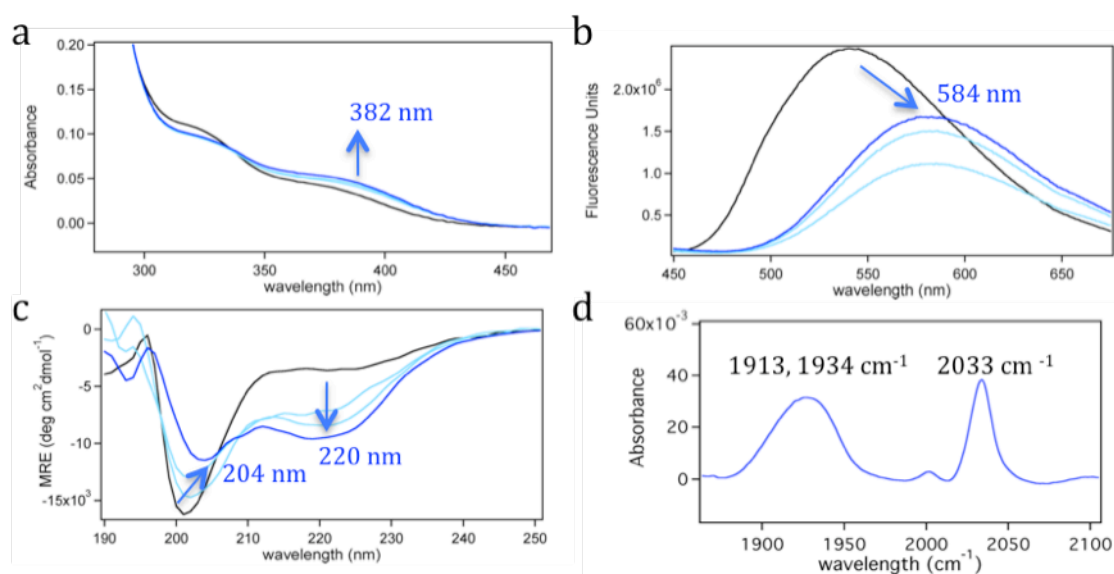 a
0.20
0.15
0.10
0.05
0.00
Absorbance
382 nm
300
350
400
450
wavelength (nm)
b
2.0x10⁶
1.5
1.0
0.5
Fluorescence Units
584 nm
450
500
550
600
650
wavelength (nm)
c
0
-5
-10
-15x10³
MRE (deg cm²dmol⁻¹)
204 nm
220 nm
190
200
210
220
230
240
250
wavelength (nm)
d
60x10⁻³
40
20
0
Absorbance
1913, 1934 cm⁻¹
2033 cm ⁻¹
1900
1950
2000
2050
2100
wavelength (cm⁻¹)